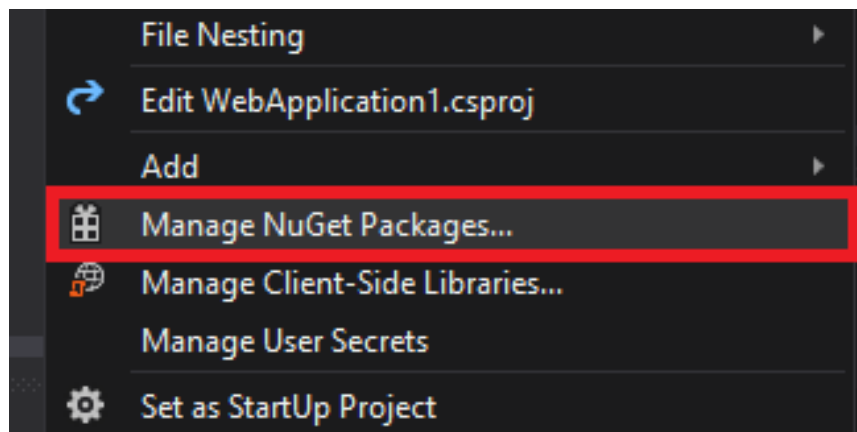 File Nesting
Edit WebApplication1.csproj
Add
Manage NuGet Packages...
Manage Client-Side Libraries...
Manage User Secrets
Set as StartUp Project